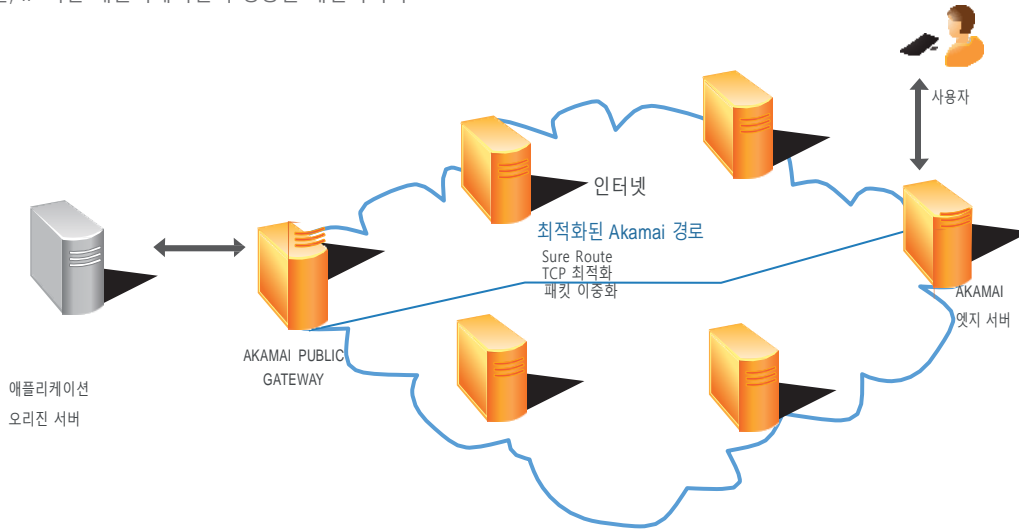 사용자
인터넷
최적화된 Akamai 경로
Sure Route
TCP 최적화
패킷 이중화
AKAMAI
엣지 서버
AKAMAI PUBLIC
GATEWAY
애플리케이션
오리진 서버